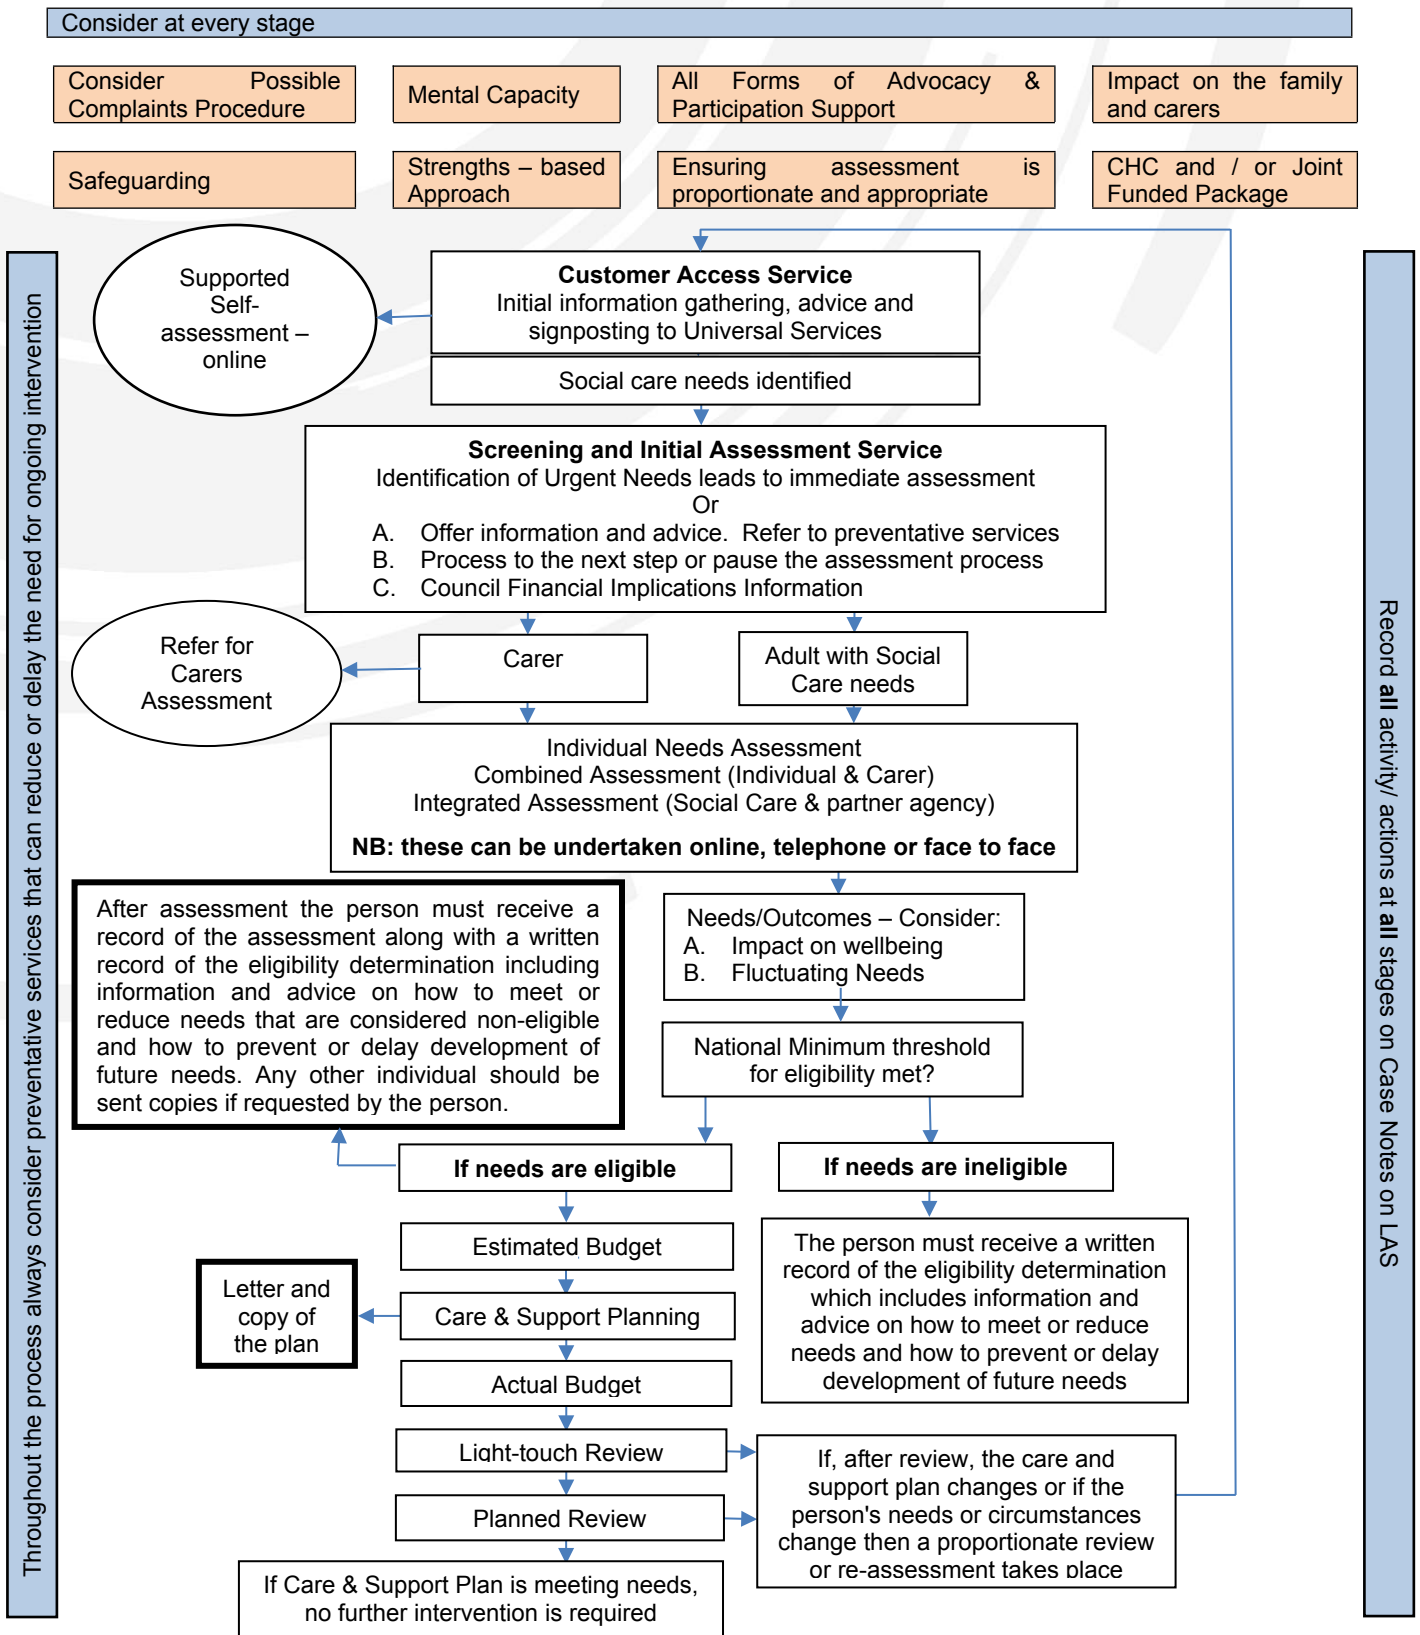 Consider at every stage
Consider Possible
Complaints Procedure
Mental Capacity
All Forms of Advocacy &
Participation Support
Impact on the family
and carers
Safeguarding
Strengths – based
Approach
Ensuring assessment is
proportionate and appropriate
CHC and / or Joint
Funded Package
Throughout the process always consider preventative services that can reduce or delay the need for ongoing intervention
Record all activity/ actions at all stages on Case Notes on LAS
Supported
Self-
assessment –
online
Customer Access Service
Initial information gathering, advice and
signposting to Universal Services
Social care needs identified
Screening and Initial Assessment Service
Identification of Urgent Needs leads to immediate assessment
Or
A. Offer information and advice. Refer to preventative services
B. Process to the next step or pause the assessment process
C. Council Financial Implications Information
Refer for
Carers
Assessment
Carer
Adult with Social
Care needs
Individual Needs Assessment
Combined Assessment (Individual & Carer)
Integrated Assessment (Social Care & partner agency)
NB: these can be undertaken online, telephone or face to face
After assessment the person must receive a
record of the assessment along with a written
record of the eligibility determination including
information and advice on how to meet or
reduce needs that are considered non-eligible
and how to prevent or delay development of
future needs. Any other individual should be
sent copies if requested by the person.
Needs/Outcomes – Consider:
A. Impact on wellbeing
B. Fluctuating Needs
National Minimum threshold
for eligibility met?
If needs are eligible
If needs are ineligible
Estimated Budget
The person must receive a written
record of the eligibility determination
which includes information and
advice on how to meet or reduce
needs and how to prevent or delay
development of future needs
Letter and
copy of
the plan
Care & Support Planning
Actual Budget
Light-touch Review
If, after review, the care and
support plan changes or if the
person's needs or circumstances
change then a proportionate review
or re-assessment takes place
Planned Review
If Care & Support Plan is meeting needs,
no further intervention is required